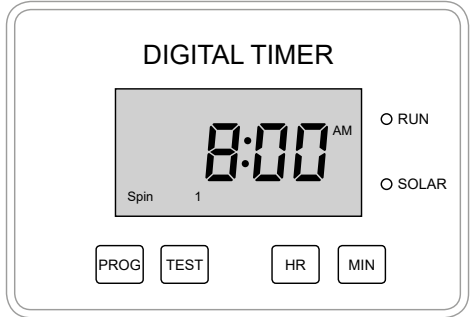 DIGITAL TIMER
8:00 AM
RUN
Spin 1
SOLAR
PROG TEST HR MIN